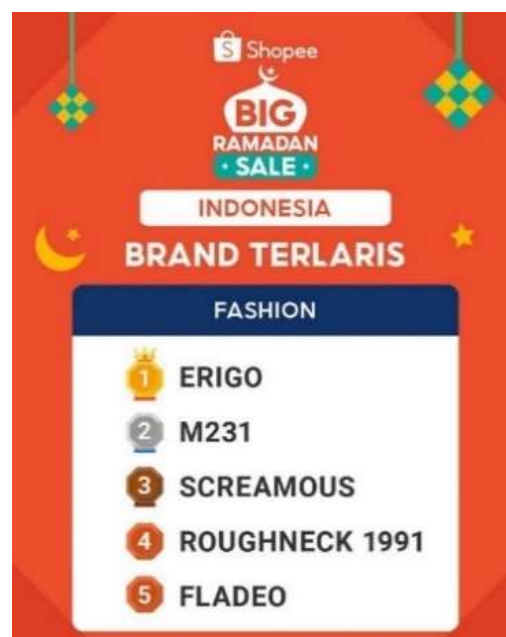 S Shopee
BIG
RAMADAN
• SALE •
INDONESIA
BRAND TERLARIS
FASHION
1 ERIGO
2 M231
3 SCREAMOUS
4 ROUGHNECK 1991
5 FLADEO